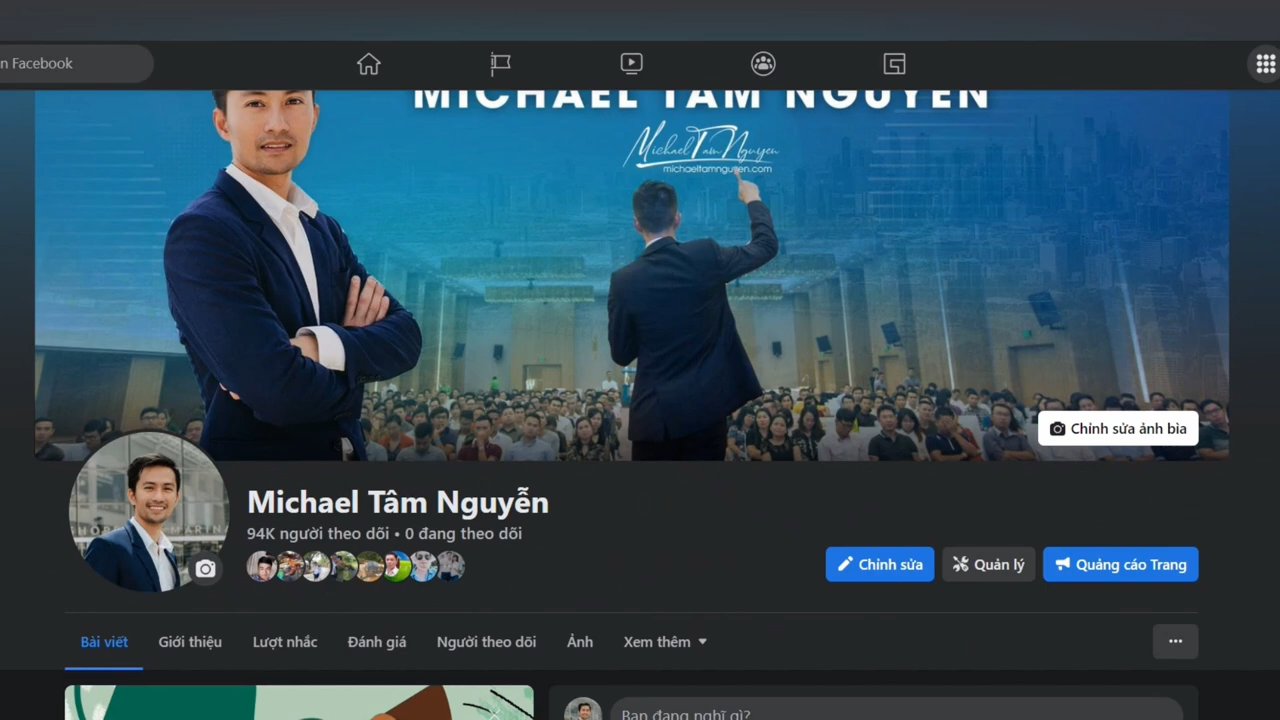 n Facebook
MICHAEL TAM NGUYEN
Michael Tam Nguyen
michaeltamnguyen.com
Chỉnh sửa ảnh bìa
Michael Tâm Nguyễn
94K người theo dõi • 0 đang theo dõi
Chỉnh sửa
Quản lý
Quảng cáo Trang
Bài viết
Giới thiệu
Lượt nhắc
Đánh giá
Người theo dõi
Ảnh
Xem thêm
Bạn đang nghĩ gì?